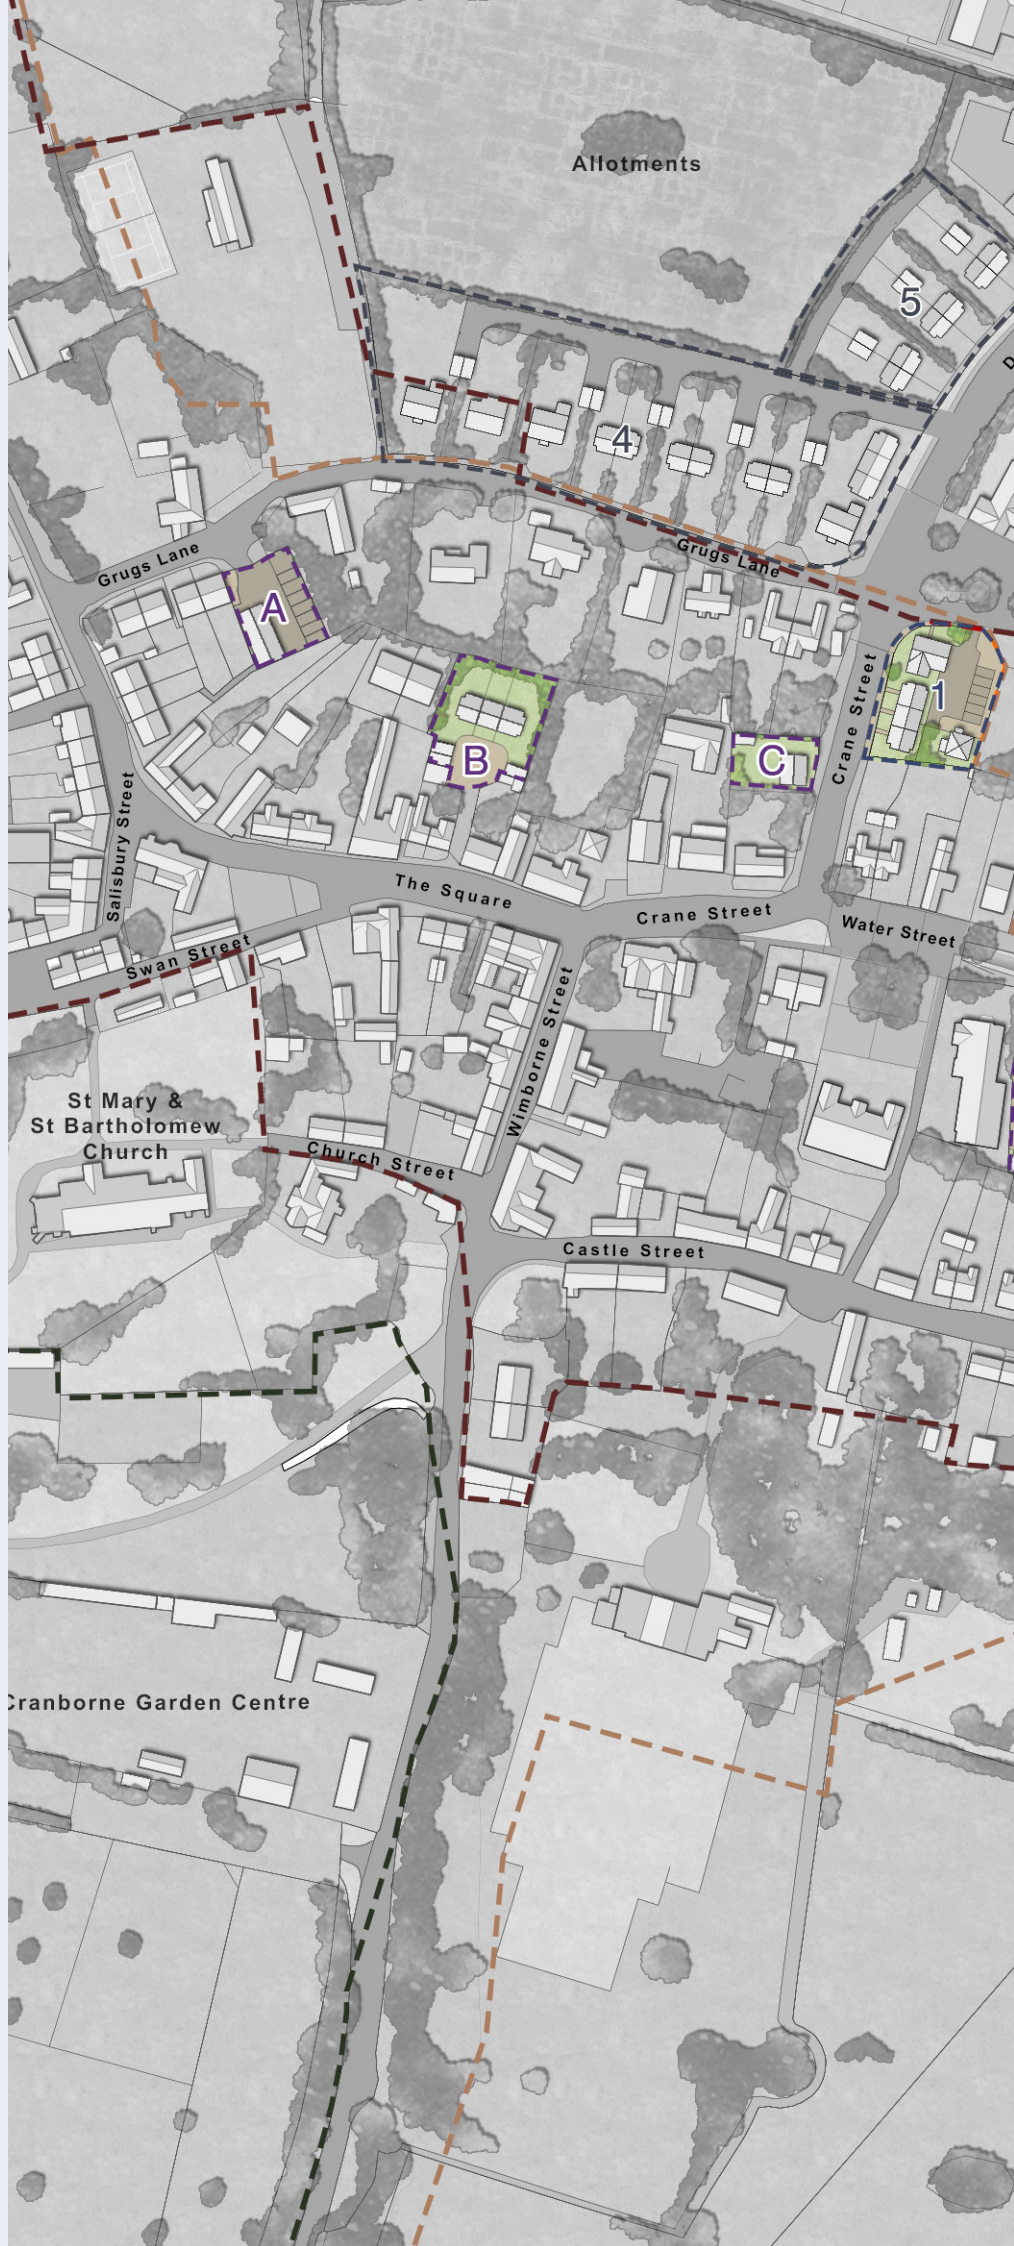 Allotments
5
D
4
Grugs Lane
Grugs Lane
A
1
Crane Street
B
C
Salisbury Street
The Square
Crane Street
Water Street
Swan Street
Wimborne Street
St Mary &
St Bartholomew
Church
Church Street
Castle Street
Cranborne Garden Centre